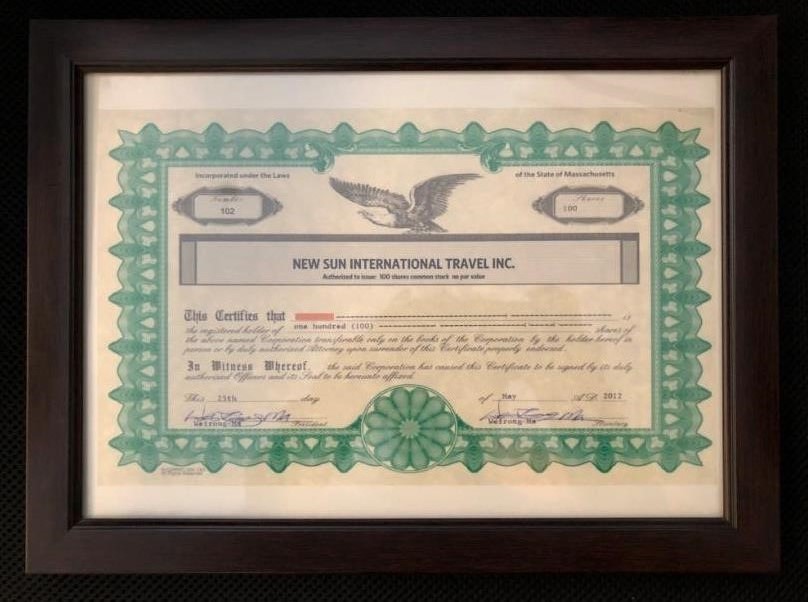 Incorporated under the Laws
of the State of Massachusetts
Number
102
Shares
100
NEW SUN INTERNATIONAL TRAVEL INC.
Authorized to issue: 100 shares common stock no par value
This Certifies that is
the registered holder of one hundred (100) shares of
the above named Corporation transferable only on the books of the Corporation by the holder hereof in
person or by duly authorized Attorney upon surrender of this Certificate properly endorsed.
In Witness Whereof, the said Corporation has caused this Certificate to be signed by its duly
authorized Officers and its Seal to be hereunto affixed.
This 25th day of May A.D. 2012
Weirong-Ma President
Weirong-Ma Secretary
All Rights Reserved